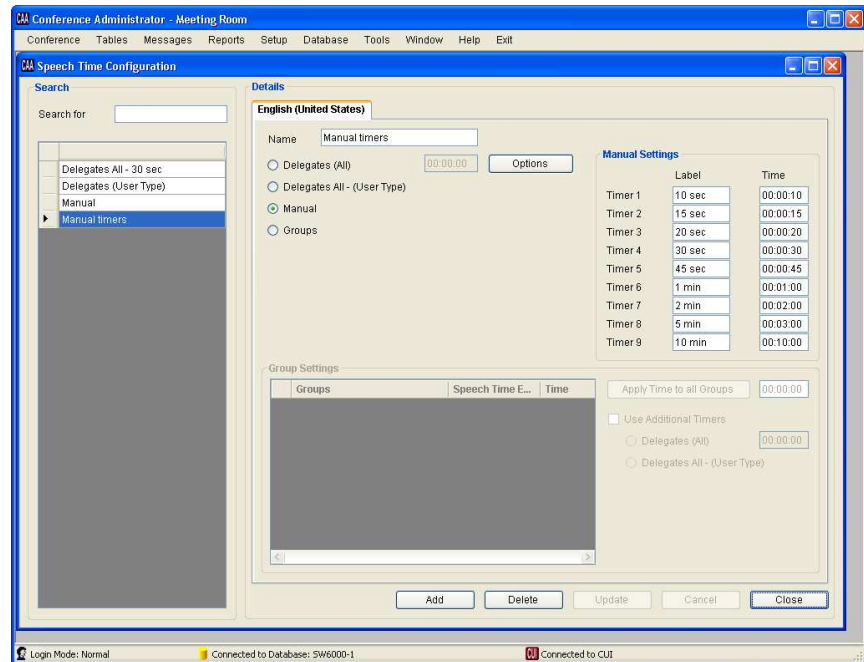 CAA Conference Administrator - Meeting Room
Conference Tables Messages Reports Setup Database Tools Window Help Exit
CAA Speech Time Configuration
Search
Search for
Delegates All - 30 sec
Delegates (User Type)
Manual
Manual timers
Details
English (United States)
Name Manual timers
Delegates (All) 00:00:00 Options
Delegates All - (User Type)
Manual
Groups
Manual Settings
Label Time
Timer 1 10 sec 00:00:10
Timer 2 15 sec 00:00:15
Timer 3 20 sec 00:00:20
Timer 4 30 sec 00:00:30
Timer 5 45 sec 00:00:45
Timer 6 1 min 00:01:00
Timer 7 2 min 00:02:00
Timer 8 5 min 00:03:00
Timer 9 10 min 00:10:00
Group Settings
Groups Speech Time E... Time
Apply Time to all Groups 00:00:00
Use Additional Timers
Delegates (All) 00:00:00
Delegates All - (User Type)
Add Delete Update Cancel Close
Login Mode: Normal Connected to Database: SW6000-1 CUI Connected to CUI